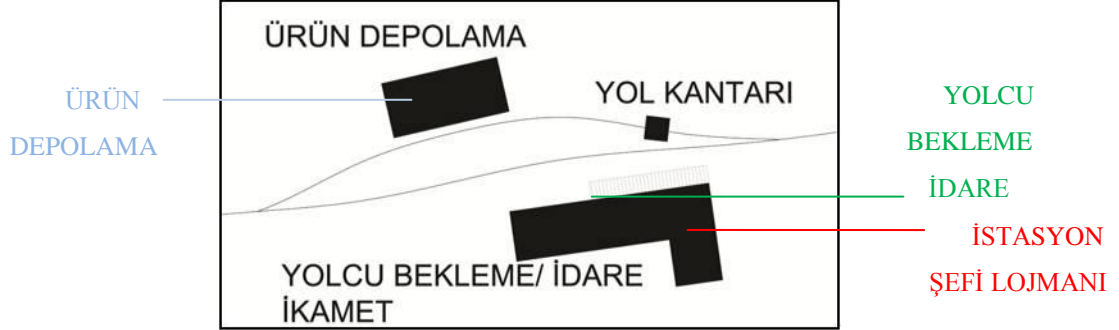 ÜRÜN DEPOLAMA
YOL KANTARI
YOLCU BEKLEME/ İDARE
İKAMET
ÜRÜN
DEPOLAMA
YOLCU
BEKLEME
İDARE
İSTASYON
ŞEFİ LOJMANI